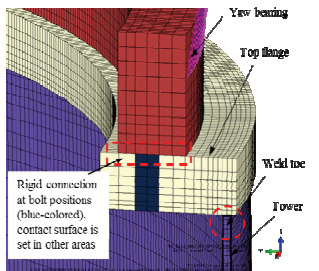 Yaw bearing
Top flange
Weld toe
Rigid connection
at bolt positions
(blue-colored),
contact surface is
set in other areas
Tower